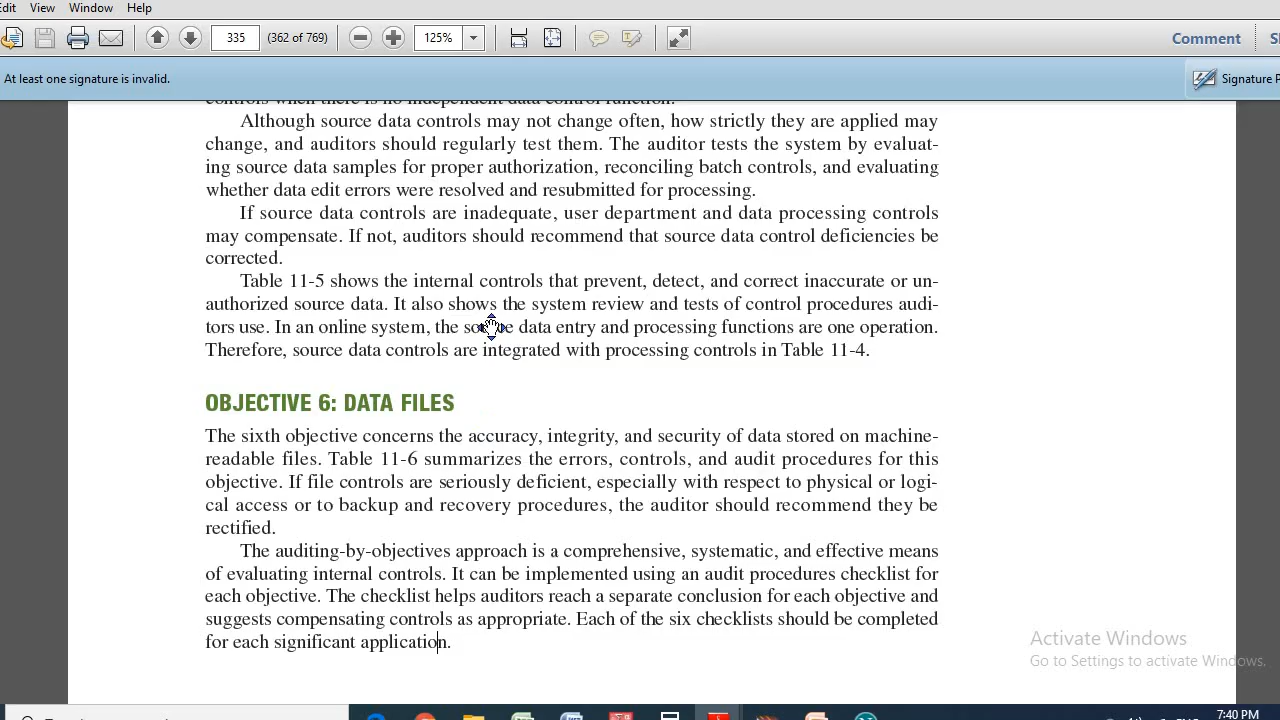 Edit View Window Help
335 (362 of 769) 125% Comment
At least one signature is invalid. Signature P
controls when there is no independent data control function.
Although source data controls may not change often, how strictly they are applied may
change, and auditors should regularly test them. The auditor tests the system by evaluat-
ing source data samples for proper authorization, reconciling batch controls, and evaluating
whether data edit errors were resolved and resubmitted for processing.
If source data controls are inadequate, user department and data processing controls
may compensate. If not, auditors should recommend that source data control deficiencies be
corrected.
Table 11-5 shows the internal controls that prevent, detect, and correct inaccurate or un-
authorized source data. It also shows the system review and tests of control procedures audi-
tors use. In an online system, the source data entry and processing functions are one operation.
Therefore, source data controls are integrated with processing controls in Table 11-4.
OBJECTIVE 6: DATA FILES
The sixth objective concerns the accuracy, integrity, and security of data stored on machine-
readable files. Table 11-6 summarizes the errors, controls, and audit procedures for this
objective. If file controls are seriously deficient, especially with respect to physical or logi-
cal access or to backup and recovery procedures, the auditor should recommend they be
rectified.
The auditing-by-objectives approach is a comprehensive, systematic, and effective means
of evaluating internal controls. It can be implemented using an audit procedures checklist for
each objective. The checklist helps auditors reach a separate conclusion for each objective and
suggests compensating controls as appropriate. Each of the six checklists should be completed
for each significant application.
Activate Windows
Go to Settings to activate Windows.
7:40 PM